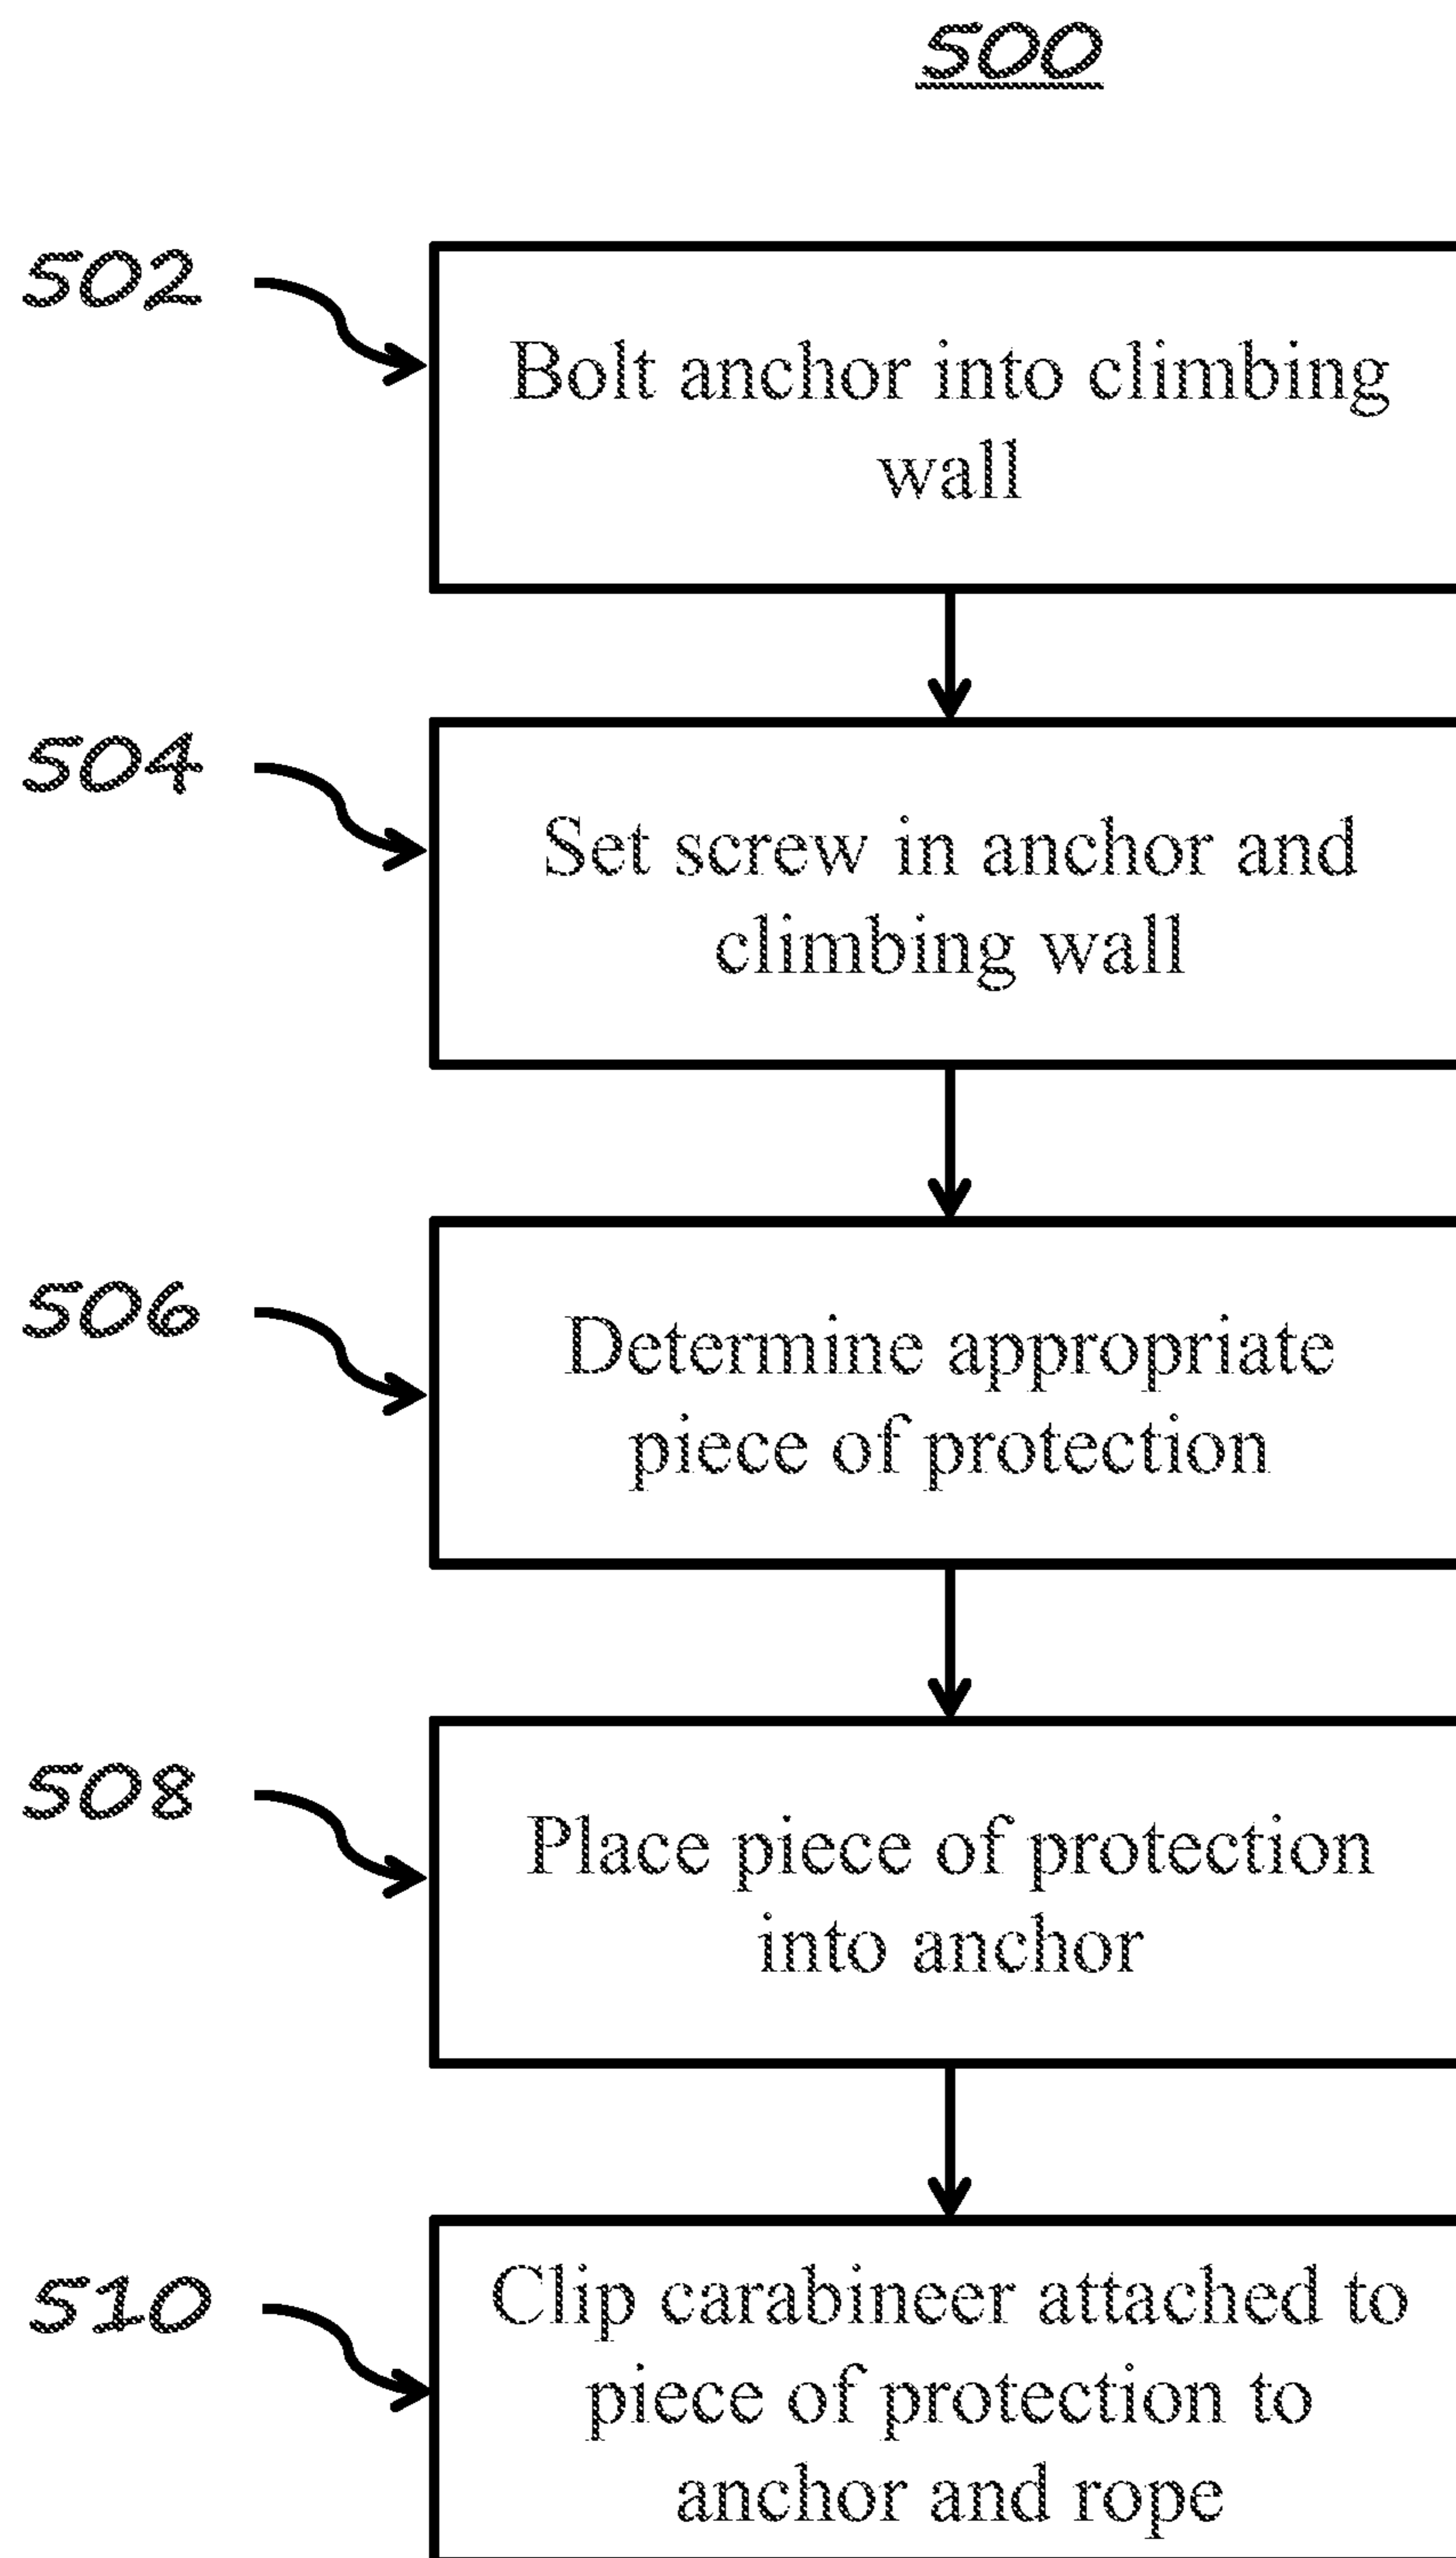 500
502
Bolt anchor into climbing
wall
504
Set screw in anchor and
climbing wall
506
Determine appropriate
piece of protection
508
Place piece of protection
into anchor
510
Clip carabineer attached to
piece of protection to
anchor and rope